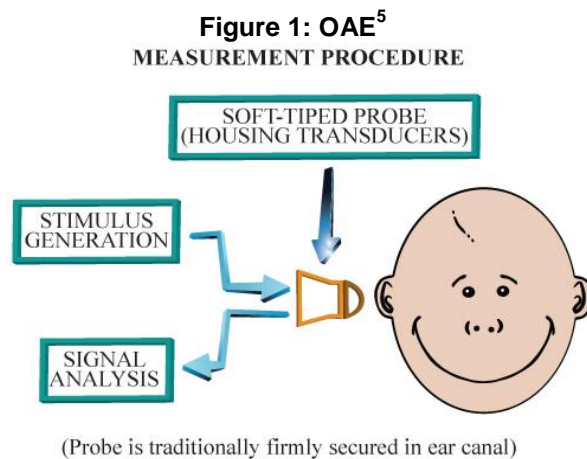 Figure 1: OAE5
MEASUREMENT PROCEDURE
SOFT-TIPED PROBE
(HOUSING TRANSDUCERS)
STIMULUS
GENERATION
SIGNAL
ANALYSIS
(Probe is traditionally firmly secured in ear canal)